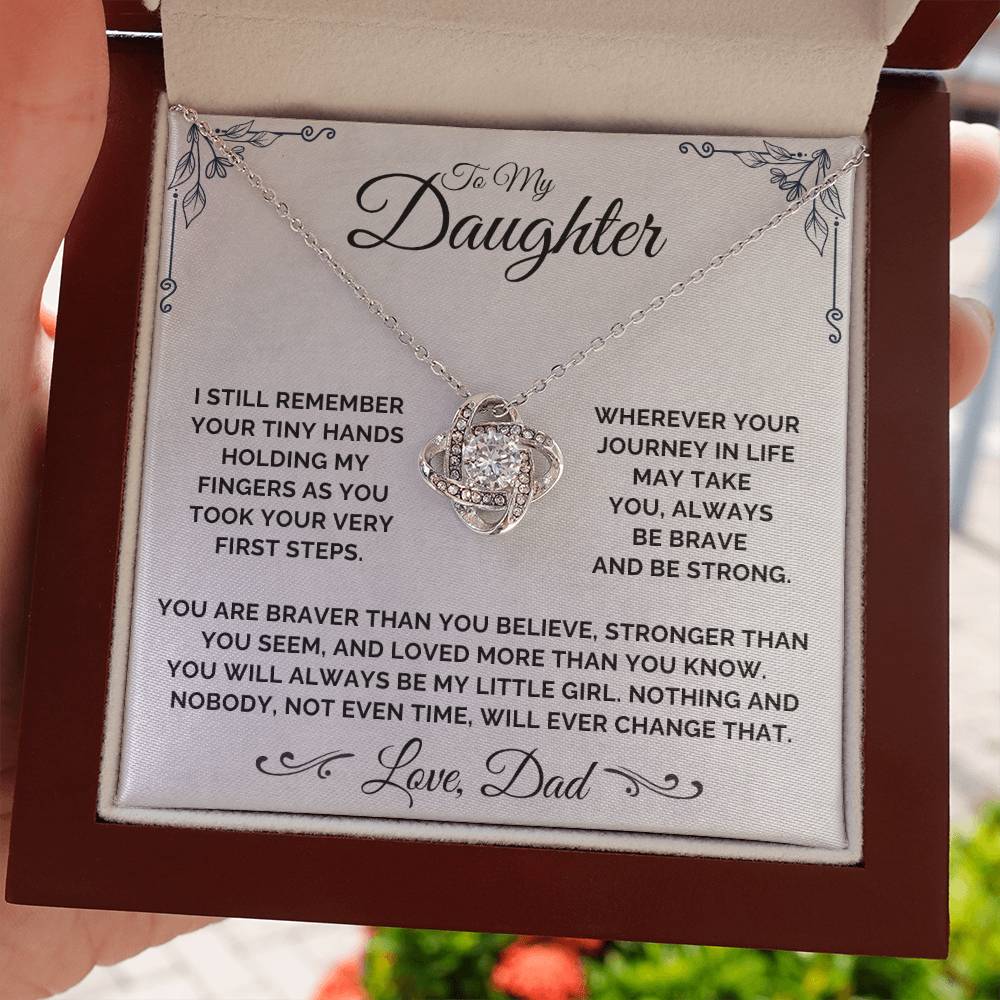 To My
Daughter
I STILL REMEMBER
YOUR TINY HANDS
HOLDING MY
FINGERS AS YOU
TOOK YOUR VERY
FIRST STEPS.
WHEREVER YOUR
JOURNEY IN LIFE
MAY TAKE
YOU, ALWAYS
BE BRAVE
AND BE STRONG.
YOU ARE BRAVER THAN YOU BELIEVE, STRONGER THAN
YOU SEEM, AND LOVED MORE THAN YOU KNOW.
YOU WILL ALWAYS BE MY LITTLE GIRL. NOTHING AND
NOBODY, NOT EVEN TIME, WILL EVER CHANGE THAT.
Love, Dad